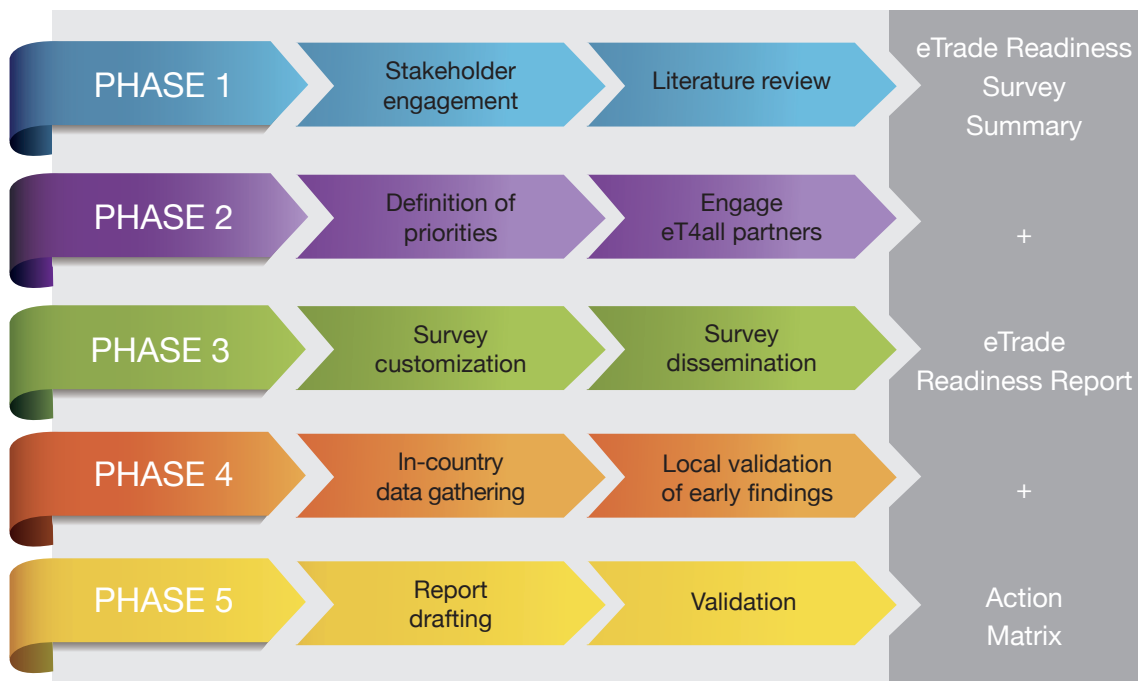 PHASE 1
Stakeholder
engagement
Literature review
PHASE 2
Definition of
priorities
Engage
eT4all partners
PHASE 3
Survey
customization
Survey
dissemination
PHASE 4
In-country
data gathering
Local validation
of early findings
PHASE 5
Report
drafting
Validation
eTrade Readiness
Survey
Summary
+
eTrade
Readiness Report
+
Action
Matrix